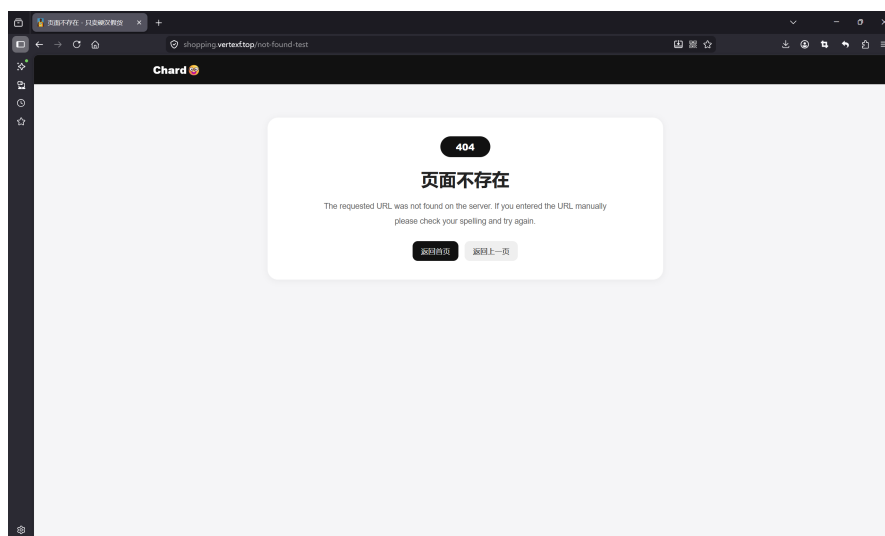 页面不存在 - 只卖硬汉假货
shopping.vertexf.top/not-found-test
Chard
404
页面不存在
The requested URL was not found on the server. If you entered the URL manually
please check your spelling and try again.
返回首页
返回上一页